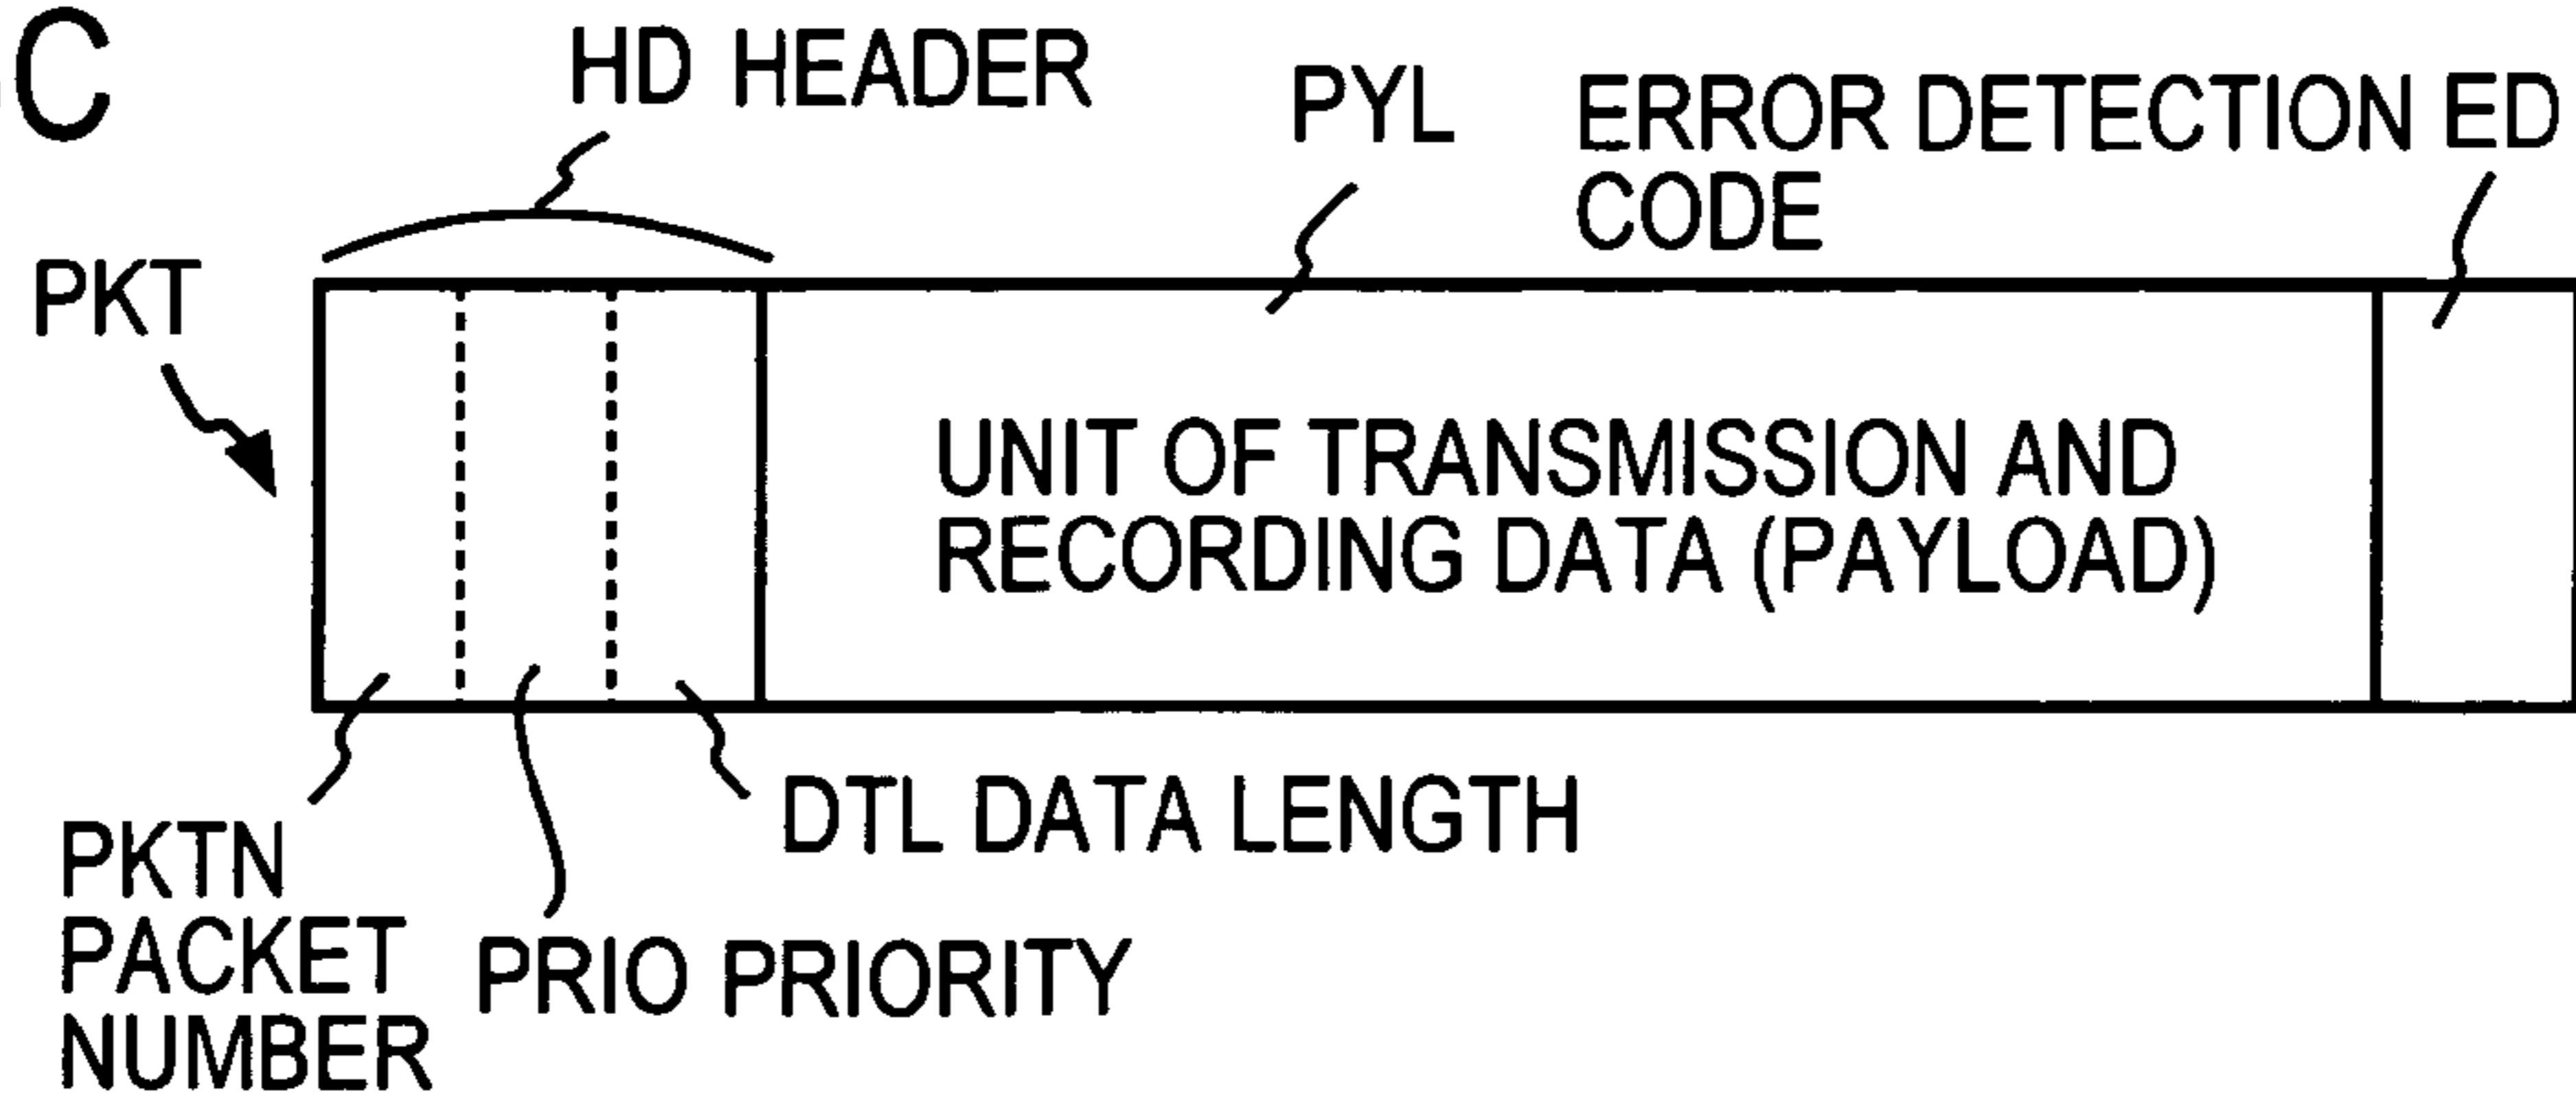 C
HD HEADER
PYL
ERROR DETECTION ED
CODE
PKT
UNIT OF TRANSMISSION AND
RECORDING DATA (PAYLOAD)
DTL DATA LENGTH
PKTN
PACKET
NUMBER
PRIO PRIORITY